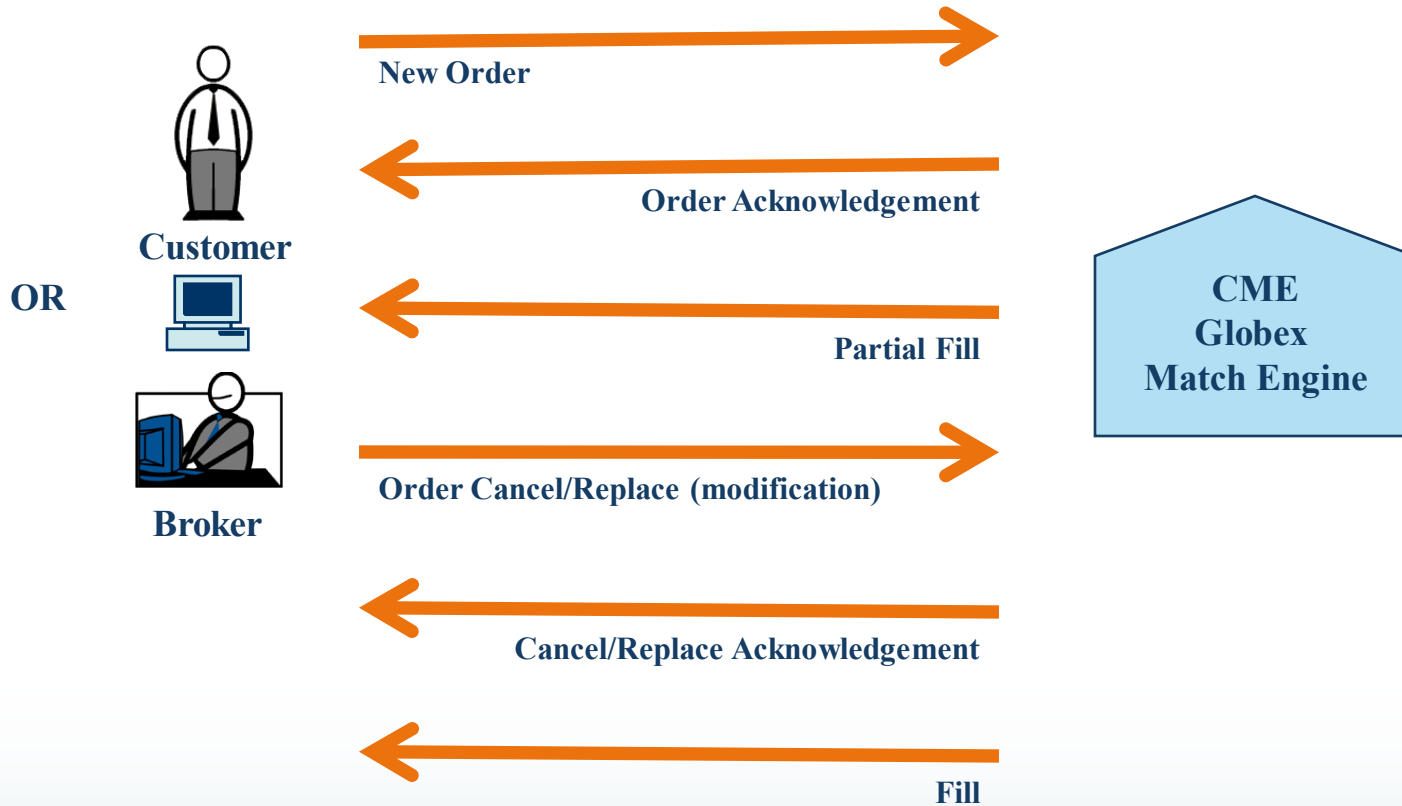 New Order
Order Acknowledgement
Customer
OR
Partial Fill
CME
Globex
Match Engine
Order Cancel/Replace (modification)
Broker
Cancel/Replace Acknowledgement
Fill